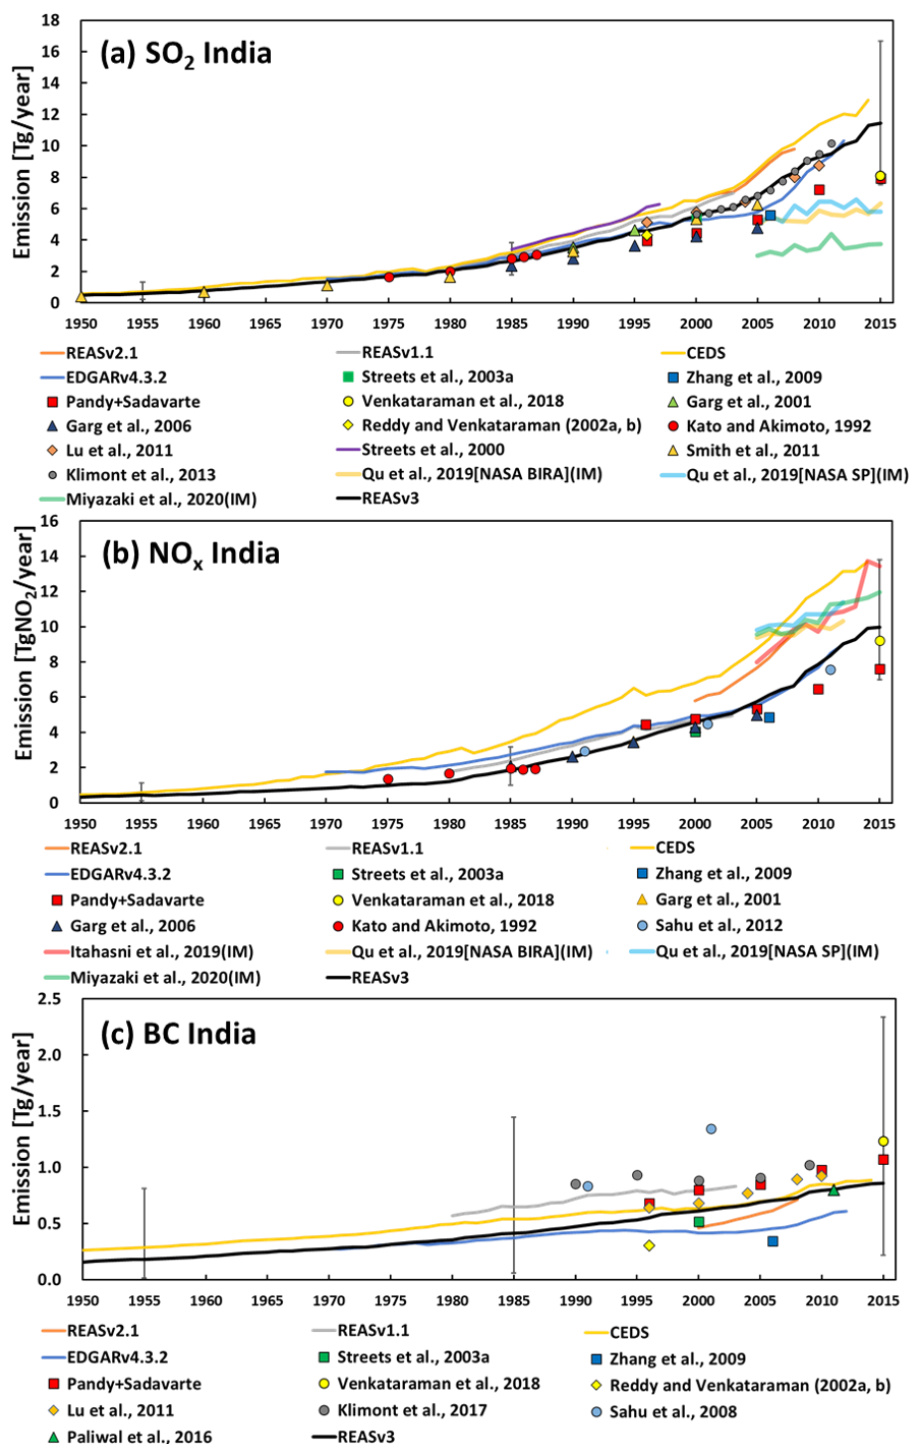 (a) SO2 India
Emission [Tg/year]
18
16
14
12
10
8
6
4
2
0
1950 1955 1960 1965 1970 1975 1980 1985 1990 1995 2000 2005 2010 2015
REASv2.1 REASv1.1 CEDS
EDGARv4.3.2 Streets et al., 2003a Zhang et al., 2009
Pandy+Sadavarte Venkataraman et al., 2018 Garg et al., 2001
Garg et al., 2006 Reddy and Venkataraman (2002a, b) Kato and Akimoto, 1992
Lu et al., 2011 Streets et al., 2000 Smith et al., 2011
Klimont et al., 2013 Qu et al., 2019[NASA BIRA](IM) Qu et al., 2019[NASA SP](IM)
Miyazaki et al., 2020(IM) REASv3
(b) NOx India
Emission [TgNO2/year]
16
14
12
10
8
6
4
2
0
1950 1955 1960 1965 1970 1975 1980 1985 1990 1995 2000 2005 2010 2015
REASv2.1 REASv1.1 CEDS
EDGARv4.3.2 Streets et al., 2003a Zhang et al., 2009
Pandy+Sadavarte Venkataraman et al., 2018 Garg et al., 2001
Garg et al., 2006 Kato and Akimoto, 1992 Sahu et al., 2012
Itahasni et al., 2019(IM) Qu et al., 2019[NASA BIRA](IM) Qu et al., 2019[NASA SP](IM)
Miyazaki et al., 2020(IM) REASv3
(c) BC India
Emission [Tg/year]
2.5
2.0
1.5
1.0
0.5
0.0
1950 1955 1960 1965 1970 1975 1980 1985 1990 1995 2000 2005 2010 2015
REASv2.1 REASv1.1 CEDS
EDGARv4.3.2 Streets et al., 2003a Zhang et al., 2009
Pandy+Sadavarte Venkataraman et al., 2018 Reddy and Venkataraman (2002a, b)
Lu et al., 2011 Klimont et al., 2017 Sahu et al., 2008
Paliwal et al., 2016 REASv3